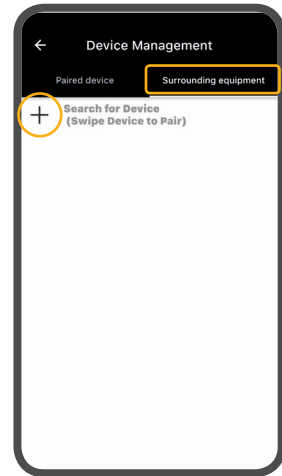 Device Management
Paired device
Surrounding equipment
Search for Device
(Swipe Device to Pair)